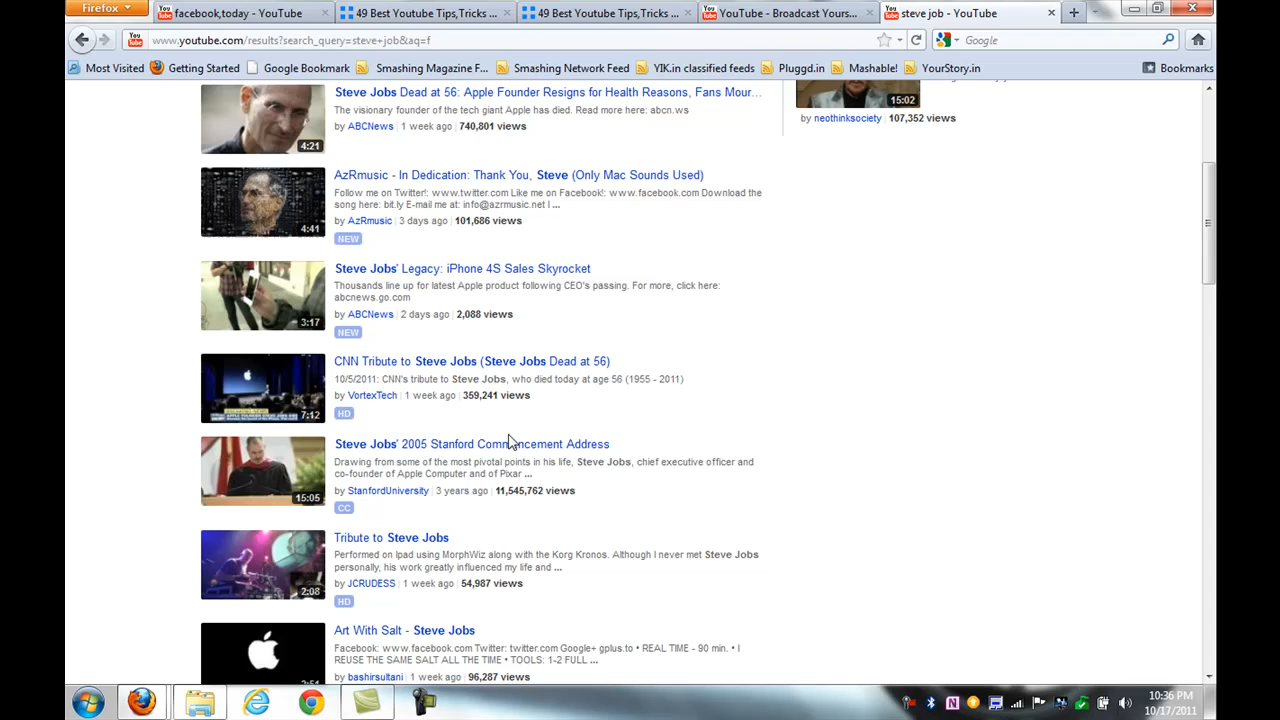 Firefox
facebook,today - YouTube
49 Best Youtube Tips,Tricks ...
49 Best Youtube Tips,Tricks ...
YouTube - Broadcast Yours...
steve job - YouTube
www.youtube.com/results?search_query=steve+job&aq=f
Google
Most Visited
Getting Started
Google Bookmark
Smashing Magazine F...
Smashing Network Feed
YIK.in classified feeds
Pluggd.in
Mashable!
YourStory.in
Bookmarks
Steve Jobs Dead at 56: Apple Founder Resigns for Health Reasons, Fans Mour...
The visionary founder of the tech giant Apple has died. Read more here: abcn.ws
by ABCNews | 1 week ago | 740,801 views
4:21
15:02
by neothinksociety | 107,352 views
AzRmusic - In Dedication: Thank You, Steve (Only Mac Sounds Used)
Follow me on Twitter!: www.twitter.com Like me on Facebook!: www.facebook.com Download the
song here: bit.ly E-mail me at: info@azrmusic.net I ...
by AzRmusic | 3 days ago | 101,686 views
4:41
NEW
Steve Jobs' Legacy: iPhone 4S Sales Skyrocket
Thousands line up for latest Apple product following CEO's passing. For more, click here:
abcnews.go.com
by ABCNews | 2 days ago | 2,088 views
3:17
NEW
CNN Tribute to Steve Jobs (Steve Jobs Dead at 56)
10/5/2011: CNN's tribute to Steve Jobs, who died today at age 56 (1955 - 2011)
by VortexTech | 1 week ago | 359,241 views
7:12
HD
Steve Jobs' 2005 Stanford Commencement Address
Drawing from some of the most pivotal points in his life, Steve Jobs, chief executive officer and
co-founder of Apple Computer and of Pixar ...
by StanfordUniversity | 3 years ago | 11,545,762 views
15:05
CC
Tribute to Steve Jobs
Performed on Ipad using MorphWiz along with the Korg Kronos. Although I never met Steve Jobs
personally, his work greatly influenced my life and ...
by JCRUDESS | 1 week ago | 54,987 views
2:08
HD
Art With Salt - Steve Jobs
Facebook: www.facebook.com Twitter: twitter.com Google+ gplus.to • REAL TIME - 90 min. • I
REUSE THE SAME SALT ALL THE TIME • TOOLS: 1-2 FULL ...
by bashirsultani | 1 week ago | 96,287 views
10:36 PM
10/17/2011